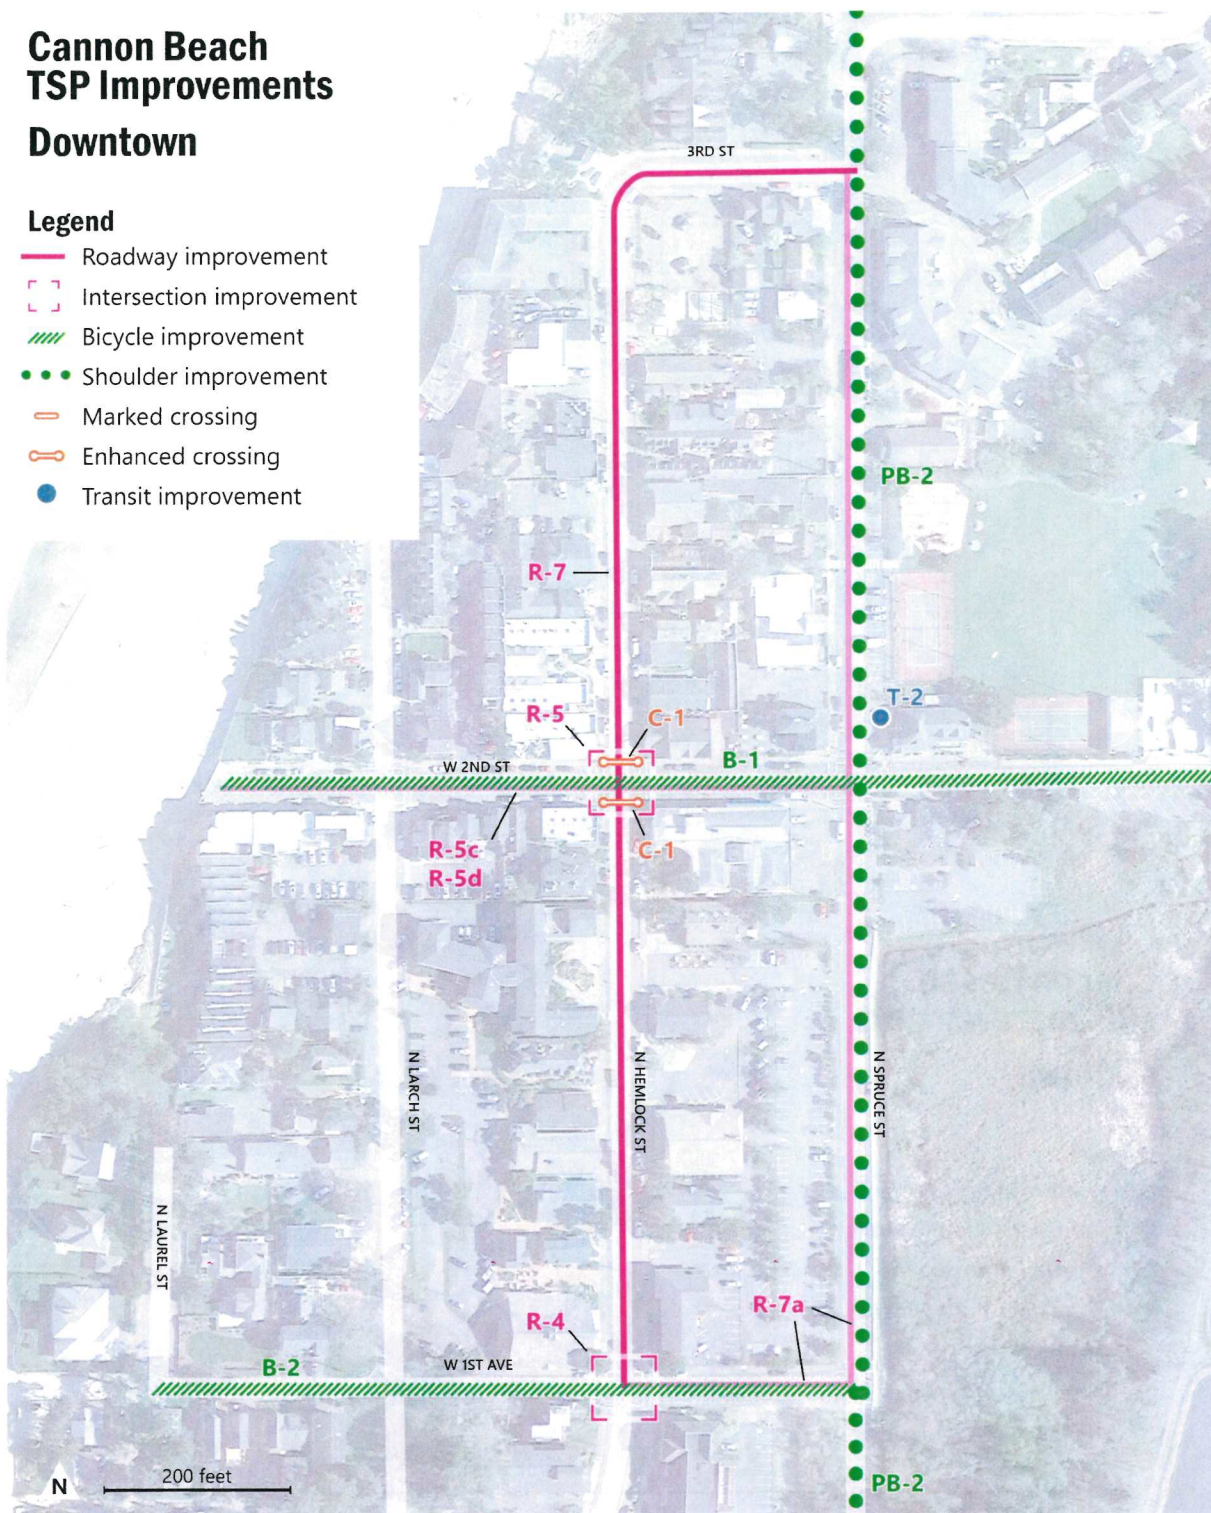 Cannon Beach
TSP Improvements
Downtown
Legend
Roadway improvement
Intersection improvement
Bicycle improvement
Shoulder improvement
Marked crossing
Enhanced crossing
Transit improvement
3RD ST
PB-2
R-7
T-2
R-5
C-1
B-1
W 2ND ST
R-5c
R-5d
C-1
N LARCH ST
N HEMLOCK ST
N SPRUCE ST
N LAUREL ST
R-7a
R-4
W 1ST AVE
B-2
200 feet
N
PB-2